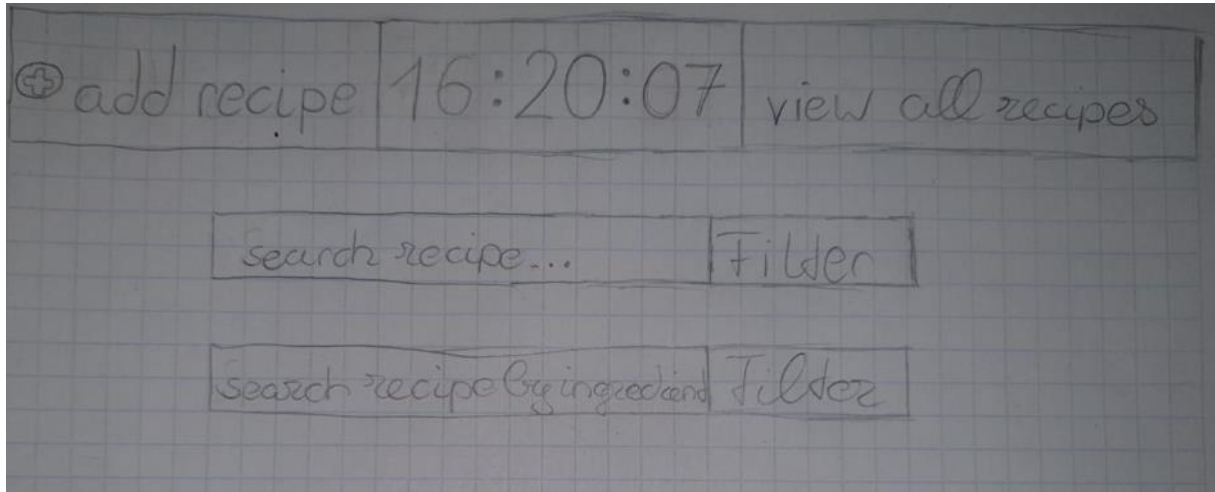 add recipe 16:20:07 view all recipes
search recipe... Filter
search recipe by ingredient Filter